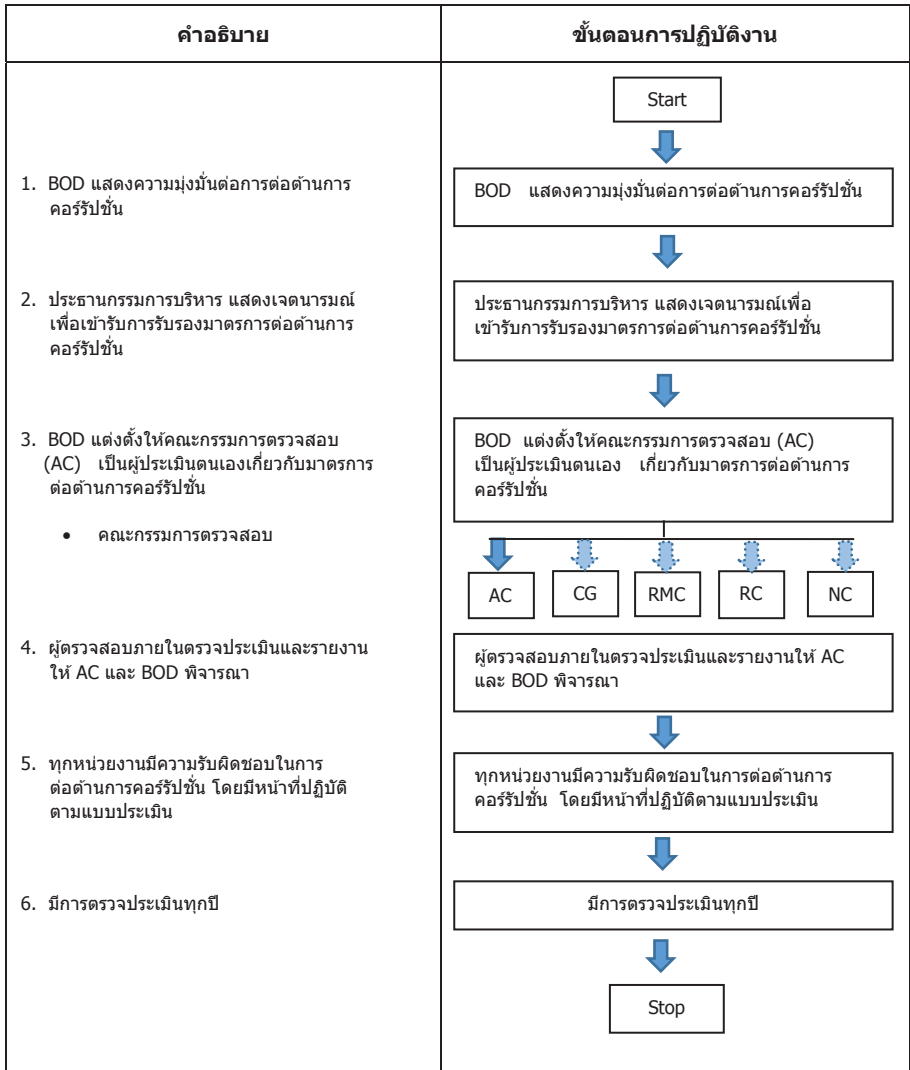 คำอธิบาย
ขั้นตอนการปฏิบัติงาน
Start
1. BOD แสดงความมุ่งมั่นต่อการต่อต้านการ
คอร์รัปชั่น
BOD แสดงความมุ่งมั่นต่อการต่อต้านการคอร์รัปชั่น
2. ประธานกรรมการบริหาร แสดงเจตนารมณ์
เพื่อเข้ารับการรับรองมาตรการต่อต้านการ
คอร์รัปชั่น
ประธานกรรมการบริหาร แสดงเจตนารมณ์เพื่อ
เข้ารับการรับรองมาตรการต่อต้านการคอร์รัปชั่น
3. BOD แต่งตั้งให้คณะกรรมการตรวจสอบ
(AC) เป็นผู้ประเมินตนเองเกี่ยวกับมาตรการ
ต่อต้านการคอร์รัปชั่น
• คณะกรรมการตรวจสอบ
BOD แต่งตั้งให้คณะกรรมการตรวจสอบ (AC)
เป็นผู้ประเมินตนเอง เกี่ยวกับมาตรการต่อต้านการ
คอร์รัปชั่น
AC CG RMC RC NC
4. ผู้ตรวจสอบภายในตรวจประเมินและรายงาน
ให้ AC และ BOD พิจารณา
ผู้ตรวจสอบภายในตรวจประเมินและรายงานให้ AC
และ BOD พิจารณา
5. ทุกหน่วยงานมีความรับผิดชอบในการ
ต่อต้านการคอร์รัปชั่น โดยมีหน้าที่ปฏิบัติ
ตามแบบประเมิน
ทุกหน่วยงานมีความรับผิดชอบในการต่อต้านการ
คอร์รัปชั่น โดยมีหน้าที่ปฏิบัติตามแบบประเมิน
6. มีการตรวจประเมินทุกปี
มีการตรวจประเมินทุกปี
Stop